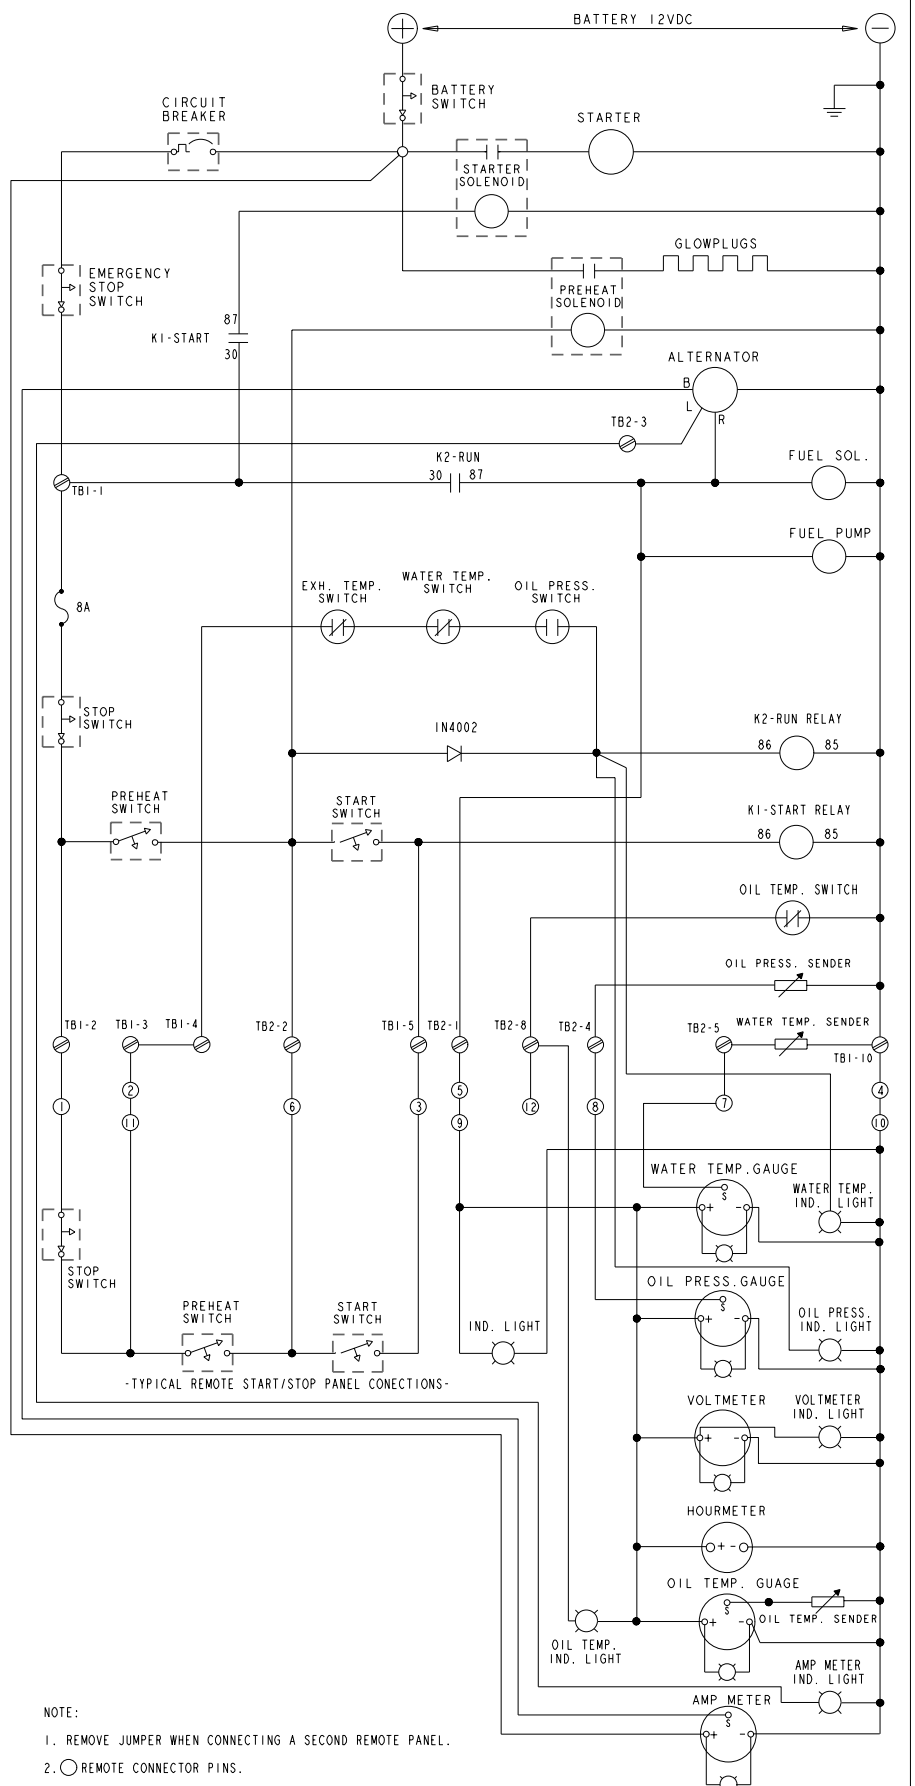 BATTERY 12VDC
+
−
BATTERY
SWITCH
CIRCUIT
BREAKER
STARTER
STARTER
SOLENOID
GLOWPLUGS
EMERGENCY
STOP
SWITCH
PREHEAT
SOLENOID
87
K1-START
30
ALTERNATOR
B
L
R
TB2-3
K2-RUN
30
87
FUEL SOL.
TB1-1
FUEL PUMP
EXH. TEMP.
SWITCH
WATER TEMP.
SWITCH
OIL PRESS.
SWITCH
8A
STOP
SWITCH
1N4002
K2-RUN RELAY
86
85
PREHEAT
SWITCH
START
SWITCH
K1-START RELAY
86
85
OIL TEMP. SWITCH
OIL PRESS. SENDER
TB1-2
TB1-3
TB1-4
TB2-2
TB1-5
TB2-1
TB2-8
TB2-4
TB2-5
WATER TEMP. SENDER
TB1-10
2
5
4
1
6
3
12
8
7
11
9
10
WATER TEMP.GAUGE
S
+
-
WATER TEMP.
IND. LIGHT
STOP
SWITCH
OIL PRESS.GAUGE
S
+
-
PREHEAT
SWITCH
START
SWITCH
IND. LIGHT
OIL PRESS.
IND. LIGHT
-TYPICAL REMOTE START/STOP PANEL CONECTIONS-
VOLTMETER
+
-
VOLTMETER
IND. LIGHT
HOURMETER
+ -
OIL TEMP. GUAGE
S
+
-
OIL TEMP. SENDER
OIL TEMP.
IND. LIGHT
AMP METER
IND. LIGHT
AMP METER
S
+
-
NOTE:
1. REMOVE JUMPER WHEN CONNECTING A SECOND REMOTE PANEL.
2. REMOTE CONNECTOR PINS.